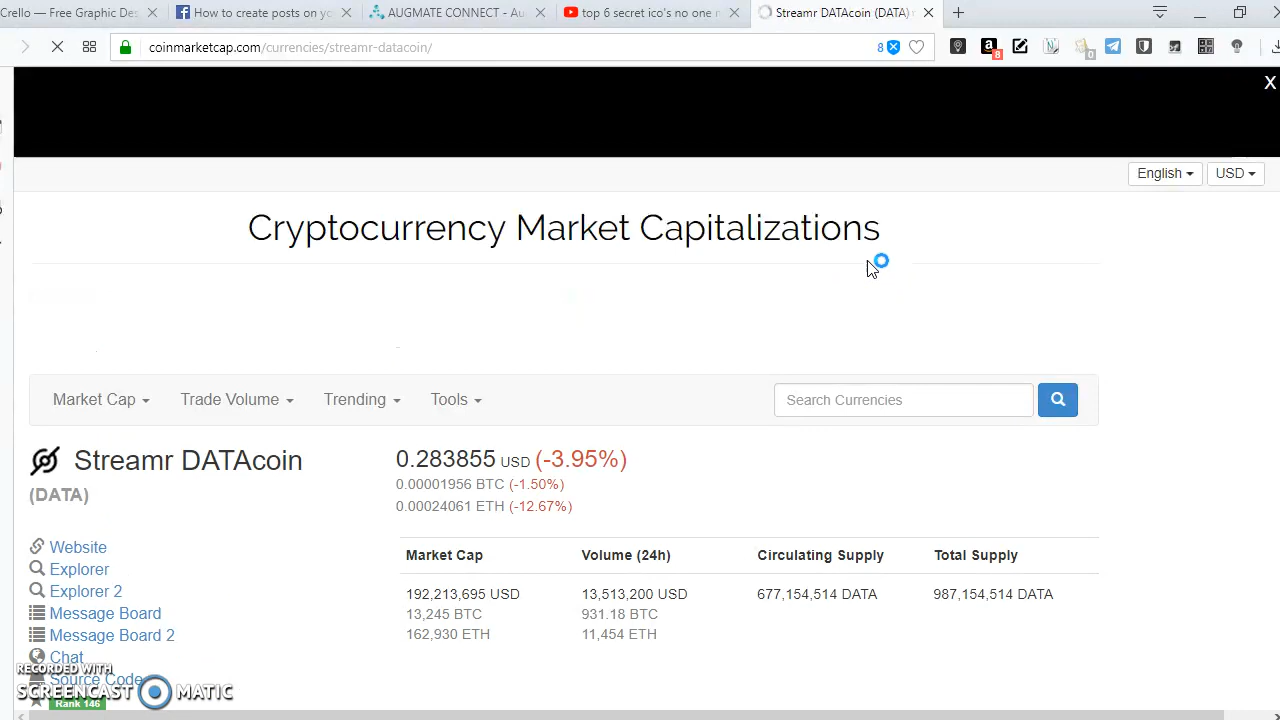 Crello — Free Graphic Des
How to create posts on yo
AUGMATE CONNECT - Au
top 6 secret ico's no one n
Streamr DATAcoin (DATA)
coinmarketcap.com/currencies/streamr-datacoin/
8
8
0
X
English
USD
Cryptocurrency Market Capitalizations
Market Cap
Trade Volume
Trending
Tools
Search Currencies
Streamr DATAcoin
(DATA)
0.283855 USD (-3.95%)
0.00001956 BTC (-1.50%)
0.00024061 ETH (-12.67%)
Website
Explorer
Explorer 2
Message Board
Message Board 2
Chat
Source Code
Rank 146
Market Cap Volume (24h) Circulating Supply Total Supply
192,213,695 USD 13,513,200 USD 677,154,514 DATA 987,154,514 DATA
13,245 BTC 931.18 BTC
162,930 ETH 11,454 ETH
RECORDED WITH
SCREENCAST MATIC